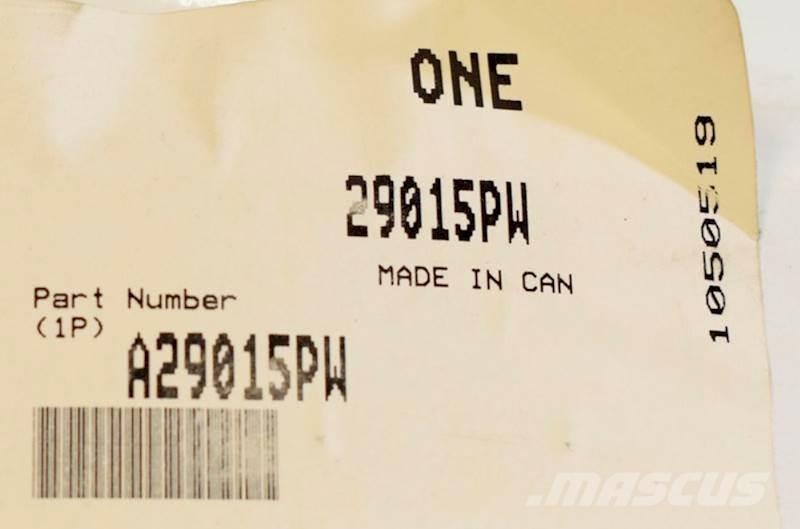 ONE
29015PW
MADE IN CAN
1050519
Part Number
(1P)
A29015PW
MASCUS